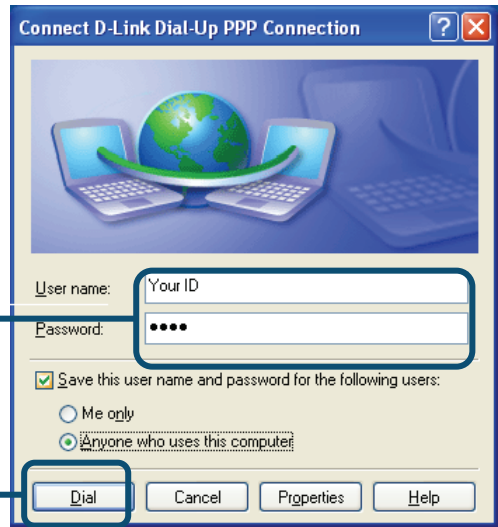 Connect D-Link Dial-Up PPP Connection
User name: Your ID
Password: ••••
Save this user name and password for the following users:
Me only
Anyone who uses this computer
Dial Cancel Properties Help